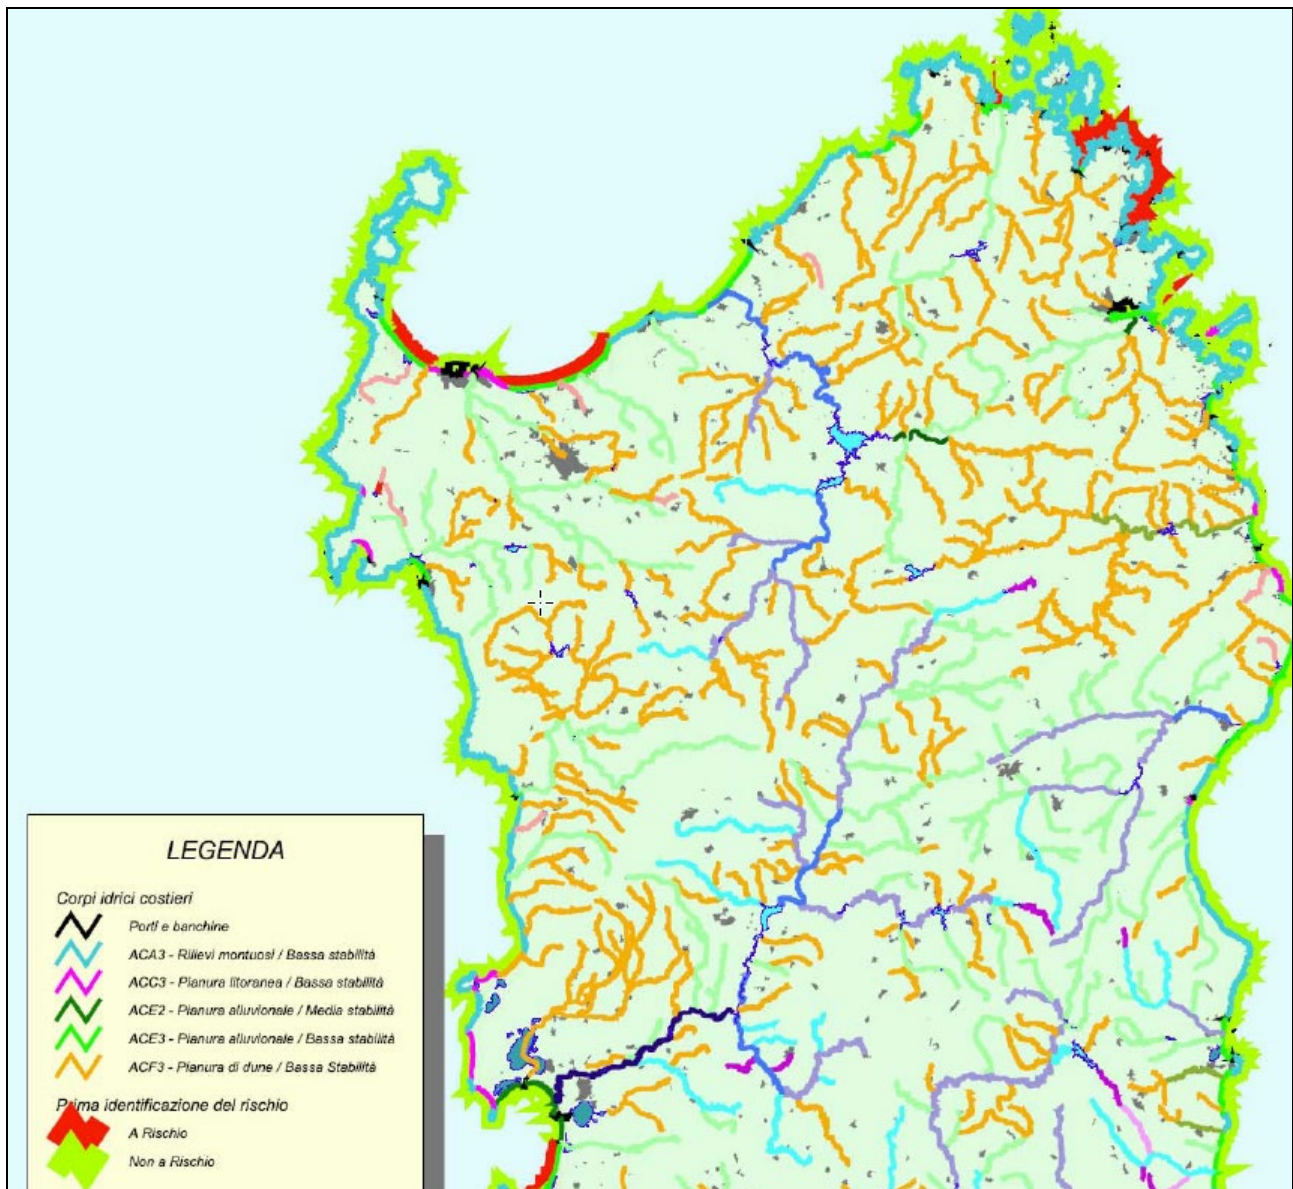 LEGENDA
Corpi idrici costieri
Porti e banchine
ACA3 - Rilievi montuosi / Bassa stabilità
ACC3 - Pianura litoranea / Bassa stabilità
ACE2 - Pianura alluvionale / Media stabilità
ACE3 - Pianura alluvionale / Bassa stabilità
ACF3 - Pianura di dune / Bassa Stabilità
Prima identificazione del rischio
A Rischio
Non a Rischio